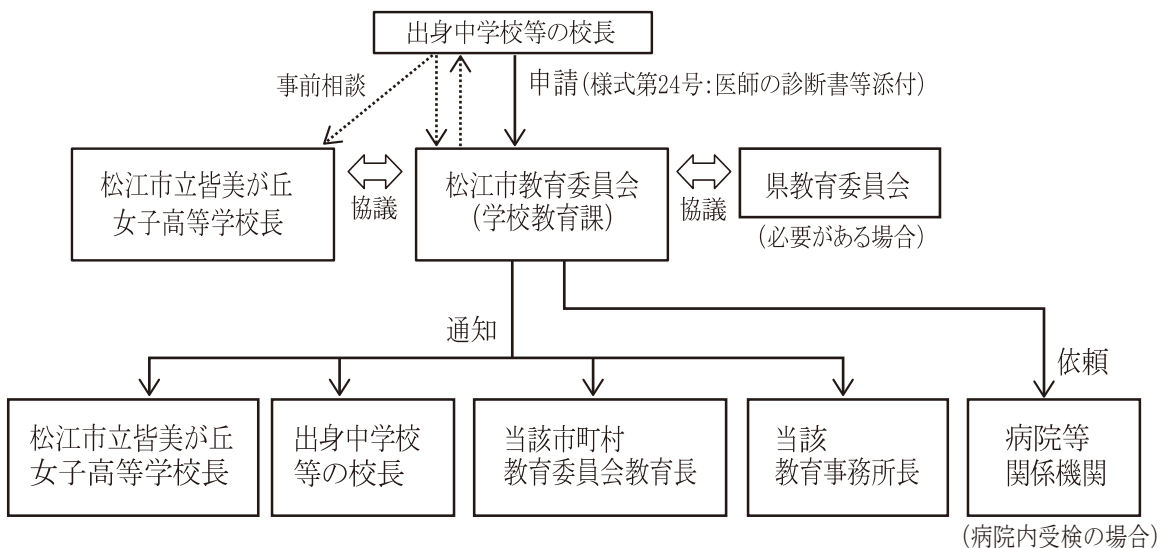 出身中学校等の校長
事前相談
申請(様式第24号:医師の診断書等添付)
松江市立皆美が丘
女子高等学校長
協議
松江市教育委員会
(学校教育課)
協議
県教育委員会
(必要がある場合)
通知
依頼
松江市立皆美が丘
女子高等学校長
出身中学校
等の校長
当該市町村
教育委員会教育長
当該
教育事務所長
病院等
関係機関
(病院内受検の場合)